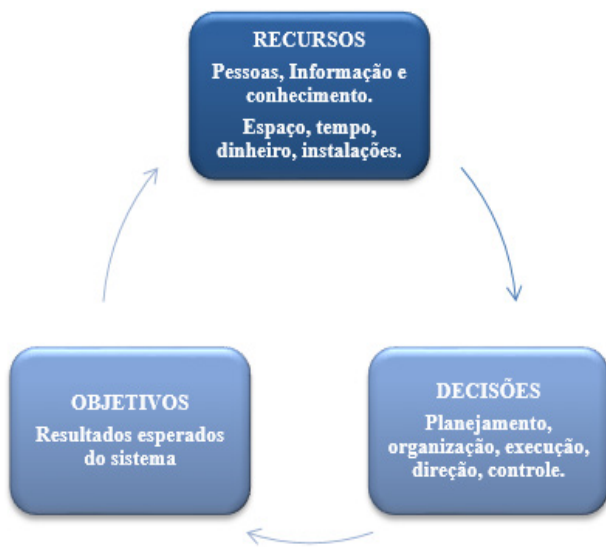 RECURSOS
Pessoas, Informação e
conhecimento.
Espaço, tempo,
dinheiro, instalações.
OBJETIVOS
Resultados esperados
do sistema
DECISÕES
Planejamento,
organização, execução,
direção, controle.